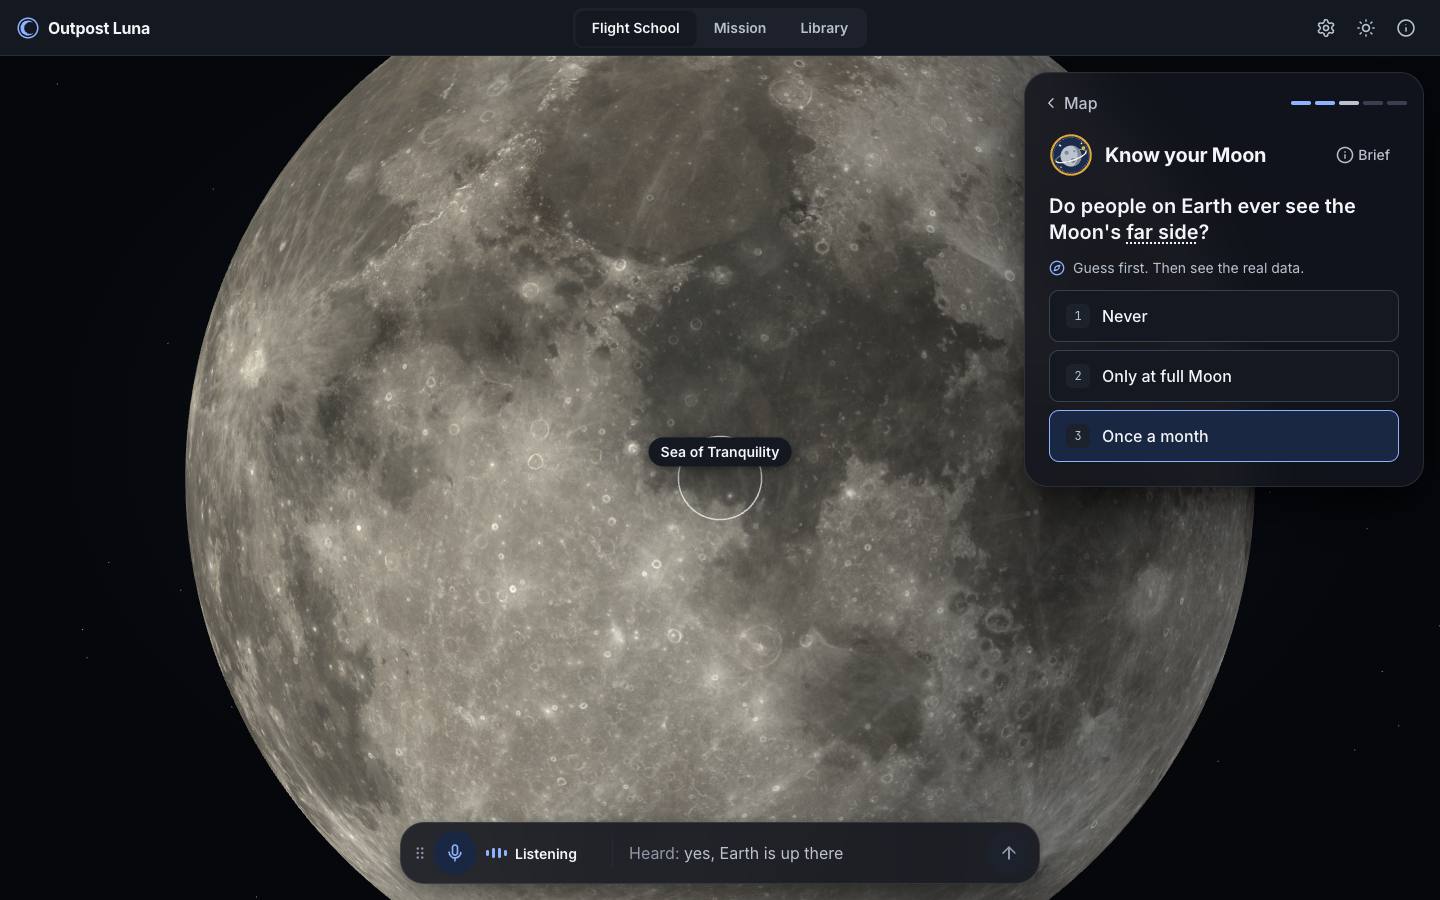 Outpost Luna
Flight School
Mission
Library
Map
Know your Moon
Brief
Do people on Earth ever see the
Moon's far side?
Guess first. Then see the real data.
1 Never
2 Only at full Moon
3 Once a month
Sea of Tranquility
Listening
Heard: yes, Earth is up there